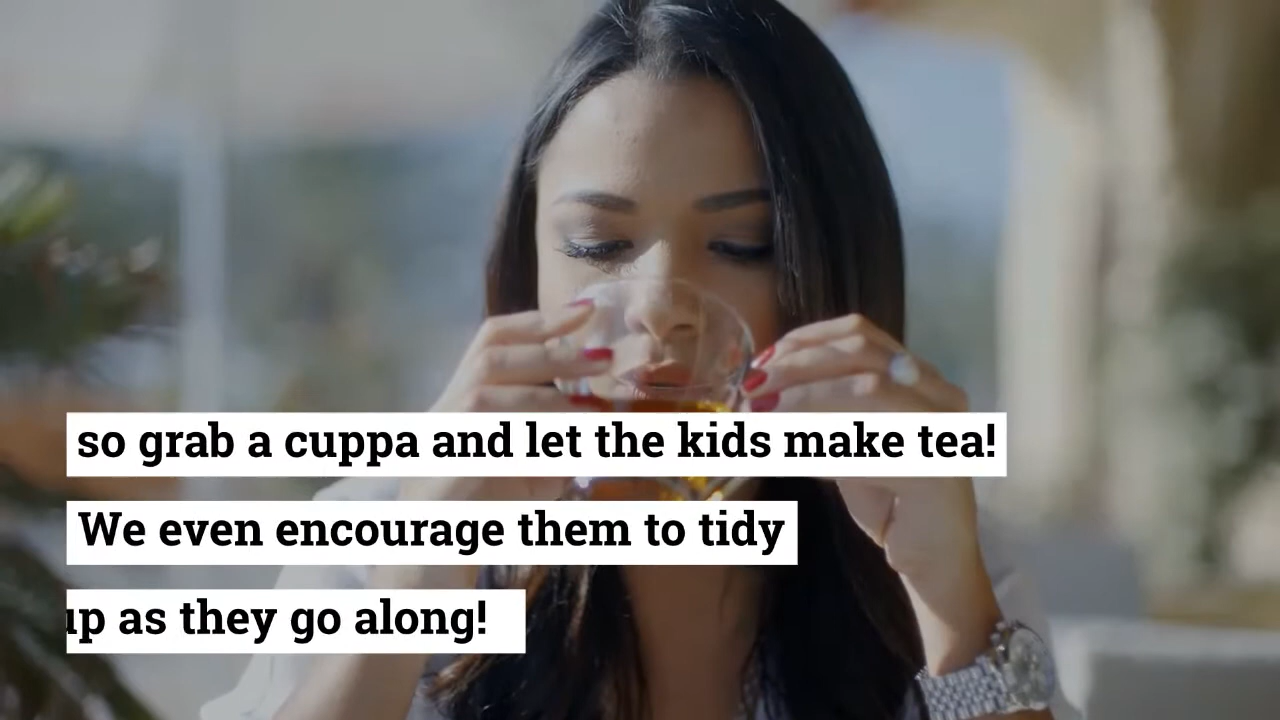 so grab a cuppa and let the kids make tea!
We even encourage them to tidy
up as they go along!